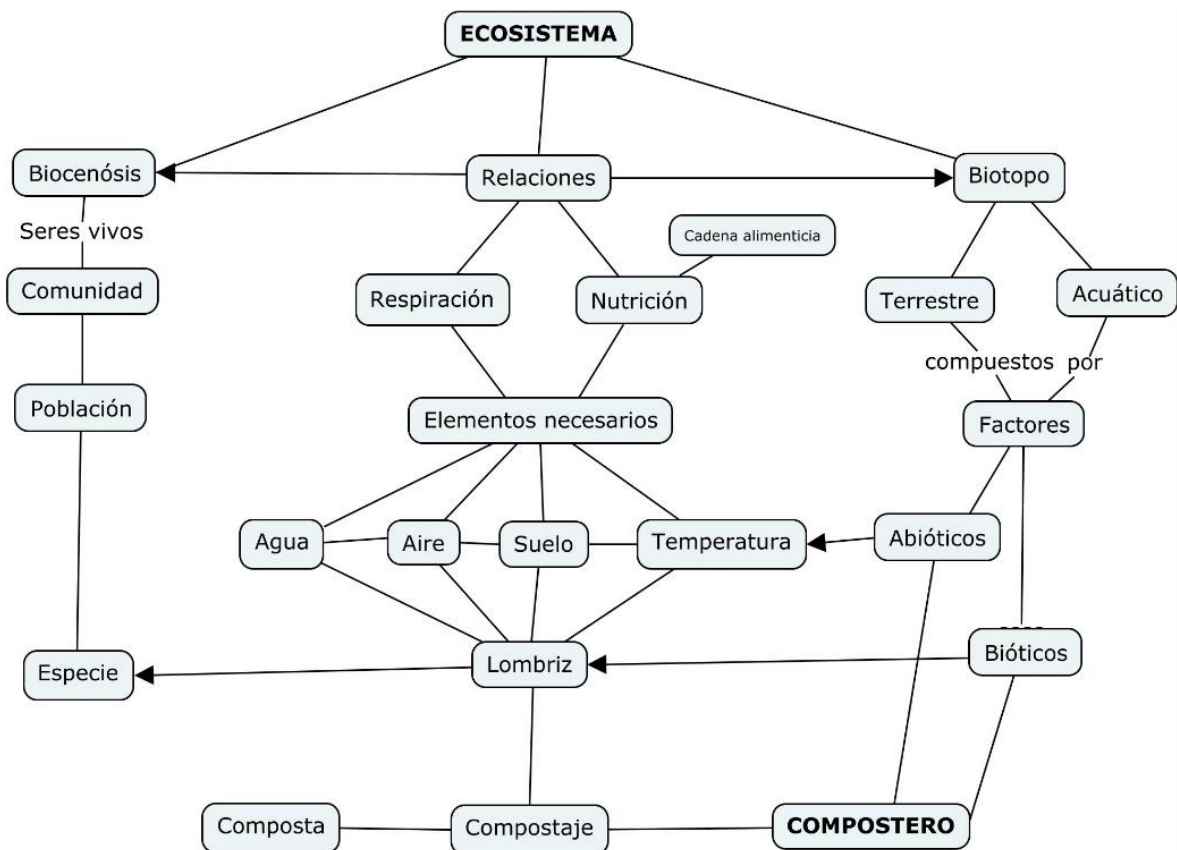 ECOSISTEMA
Biocenósis
Relaciones
Biotopo
Seres vivos
Cadena alimenticia
Comunidad
Respiración
Nutrición
Terrestre
Acuático
compuestos por
Población
Elementos necesarios
Factores
Agua
Aire
Suelo
Temperatura
Abióticos
Especie
Lombriz
Bióticos
Composta
Compostaje
COMPOSTERO